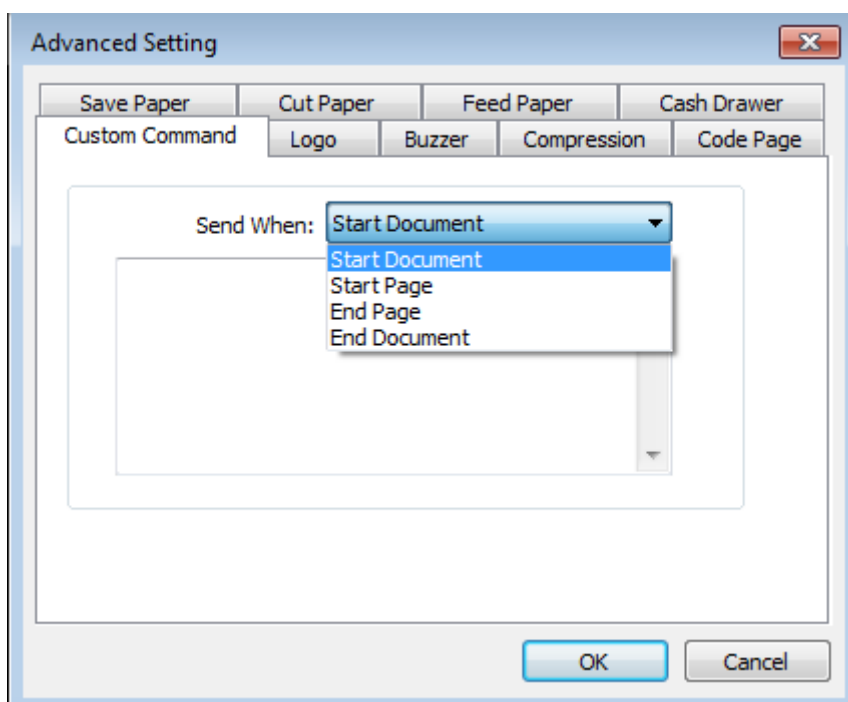 Advanced Setting
Save Paper Cut Paper Feed Paper Cash Drawer
Custom Command Logo Buzzer Compression Code Page
Send When: Start Document
Start Document
Start Page
End Page
End Document
OK Cancel